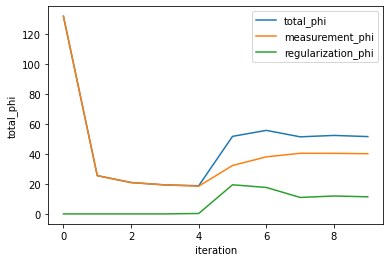 total_phi
measurement_phi
regularization_phi
120
100
80
60
40
20
0
total_phi
0 2 4 6 8
iteration